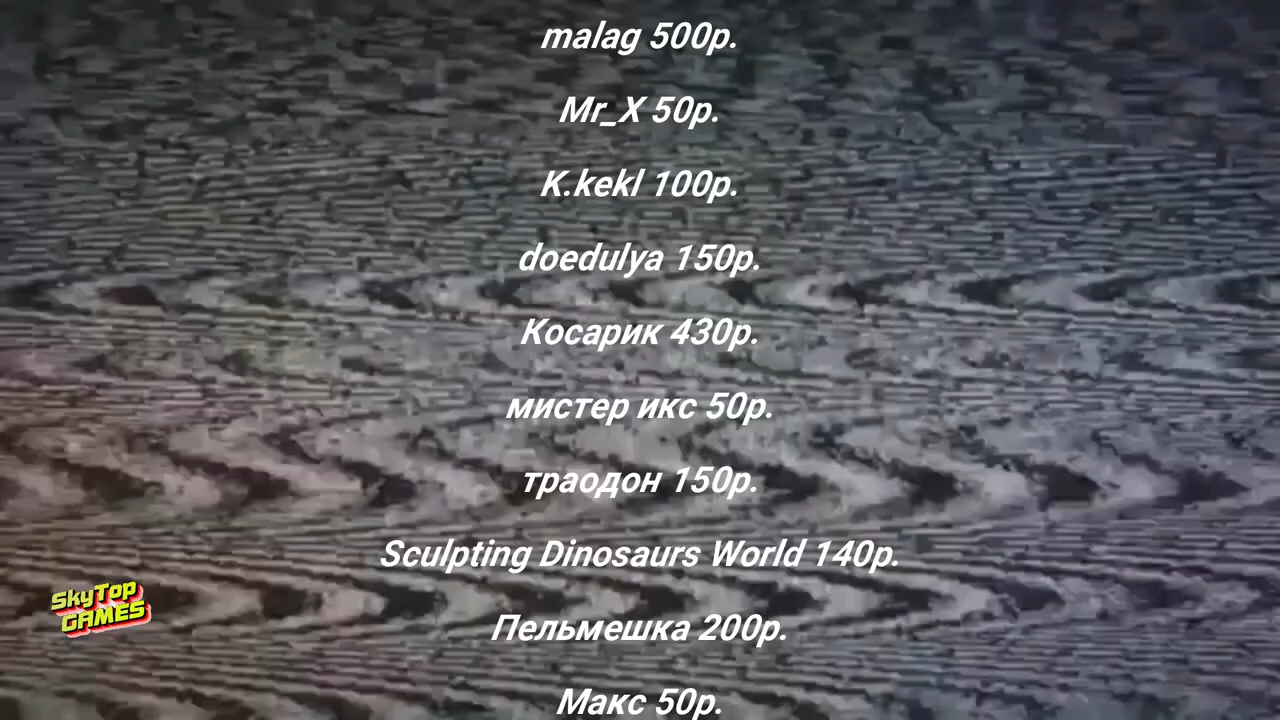 malag 500р.
Mr_X 50р.
K.kekl 100р.
doedulya 150р.
Косарик 430р.
мистер икс 50р.
траодон 150р.
Sculpting Dinosaurs World 140р.
SkyTop
GAMES
Пельмешка 200р.
Макс 50р.